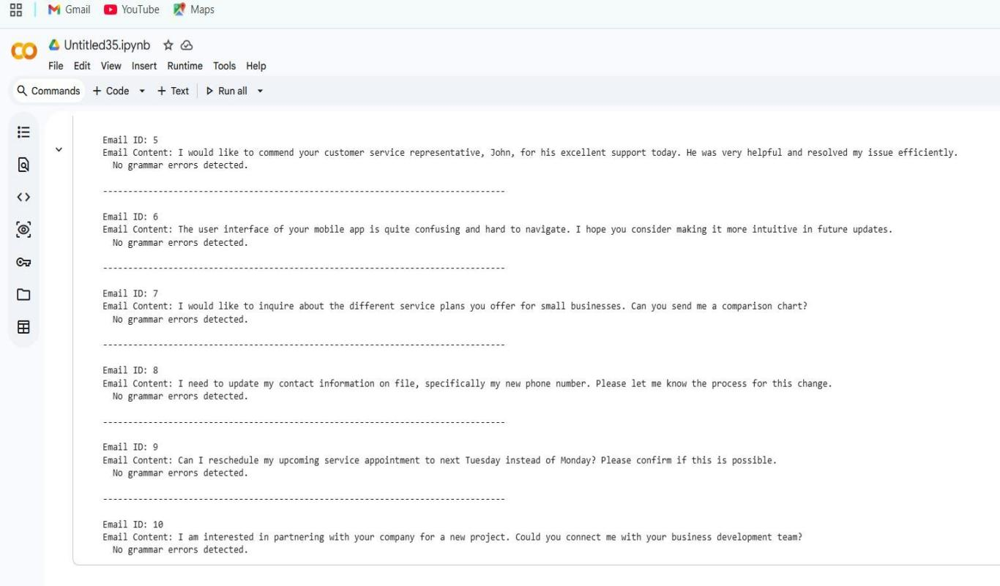 Gmail YouTube Maps
Untitled35.ipynb
File Edit View Insert Runtime Tools Help
Commands + Code + Text Run all
Email ID: 5
Email Content: I would like to commend your customer service representative, John, for his excellent support today. He was very helpful and resolved my issue efficiently.
No grammar errors detected.
--------------------------------------------------------------------------------
Email ID: 6
Email Content: The user interface of your mobile app is quite confusing and hard to navigate. I hope you consider making it more intuitive in future updates.
No grammar errors detected.
--------------------------------------------------------------------------------
Email ID: 7
Email Content: I would like to inquire about the different service plans you offer for small businesses. Can you send me a comparison chart?
No grammar errors detected.
--------------------------------------------------------------------------------
Email ID: 8
Email Content: I need to update my contact information on file, specifically my new phone number. Please let me know the process for this change.
No grammar errors detected.
--------------------------------------------------------------------------------
Email ID: 9
Email Content: Can I reschedule my upcoming service appointment to next Tuesday instead of Monday? Please confirm if this is possible.
No grammar errors detected.
--------------------------------------------------------------------------------
Email ID: 10
Email Content: I am interested in partnering with your company for a new project. Could you connect me with your business development team?
No grammar errors detected.